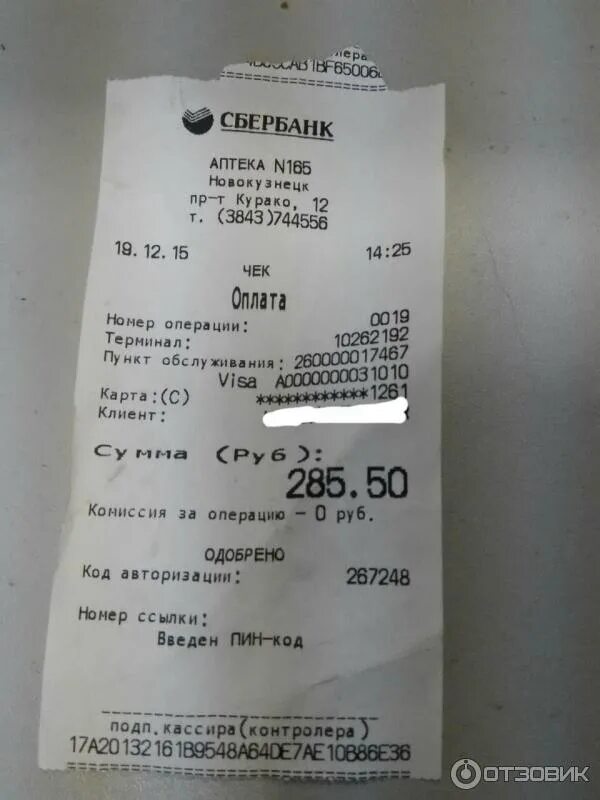 4D09CAB1BF65006
СБЕРБАНК
АПТЕКА N165
Новокузнецк
пр-т Курако, 12
т. (3843)744556
19.12.15 14:25
ЧЕК
Оплата
Номер операции: 0019
Терминал: 10262192
Пункт обслуживания: 260000017467
Visa A0000000031010
Карта:(C) ************1261
Клиент:
Сумма (Руб):
285.50
Комиссия за операцию - 0 руб.
ОДОБРЕНО
Код авторизации: 267248
Номер ссылки:
Введен ПИН-код
подп.кассира(контролера)
17A20132161B9548A64DE7AE10B86E36
ОТЗОВИК